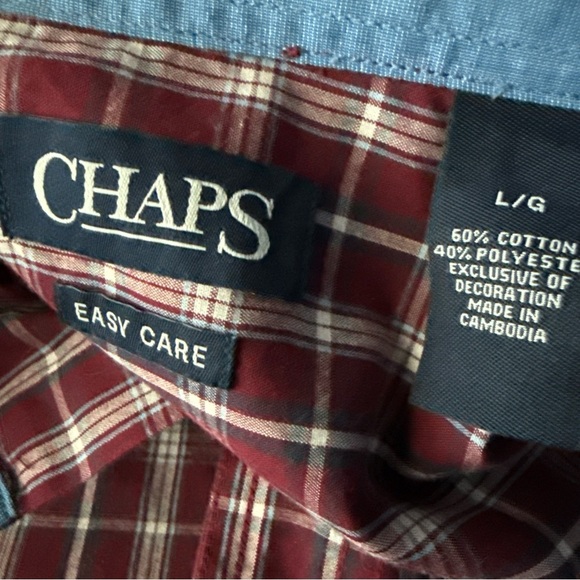 CHAPS
EASY CARE
L/G
60% COTTON
40% POLYESTE
EXCLUSIVE OF
DECORATION
MADE IN
CAMBODIA